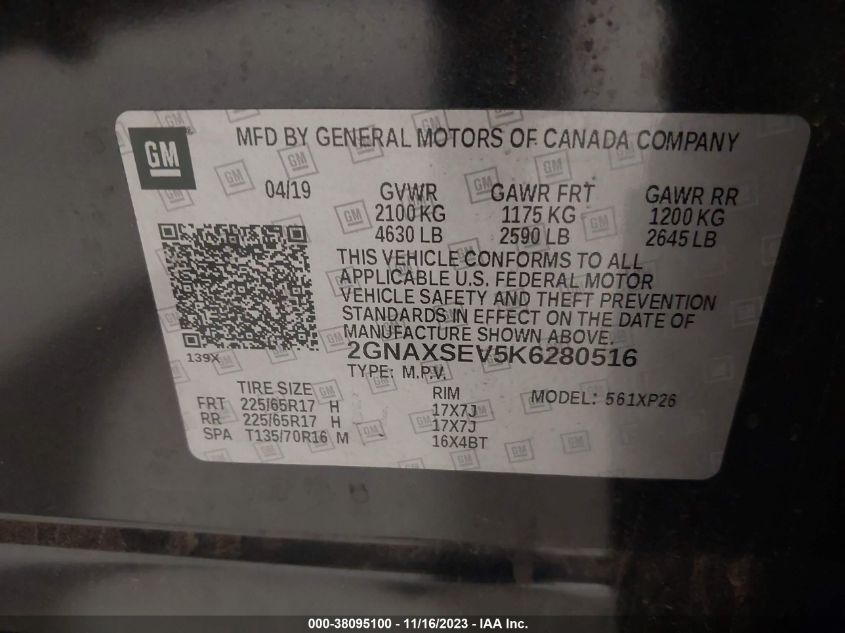 GM
MFD BY GENERAL MOTORS OF CANADA COMPANY
04/19 GVWR GAWR FRT GAWR RR
2100 KG 1175 KG 1200 KG
4630 LB 2590 LB 2645 LB
THIS VEHICLE CONFORMS TO ALL
APPLICABLE U.S. FEDERAL MOTOR
VEHICLE SAFETY AND THEFT PREVENTION
STANDARDS IN EFFECT ON THE DATE OF
MANUFACTURE SHOWN ABOVE.
139X
2GNAXSEV5K6280516
TYPE: M.P.V.
TIRE SIZE RIM MODEL: 561XP26
FRT 225/65R17 H 17X7J
RR 225/65R17 H 17X7J
SPA T135/70R16 M 16X4BT
000-38095100 - 11/16/2023 - IAA Inc.